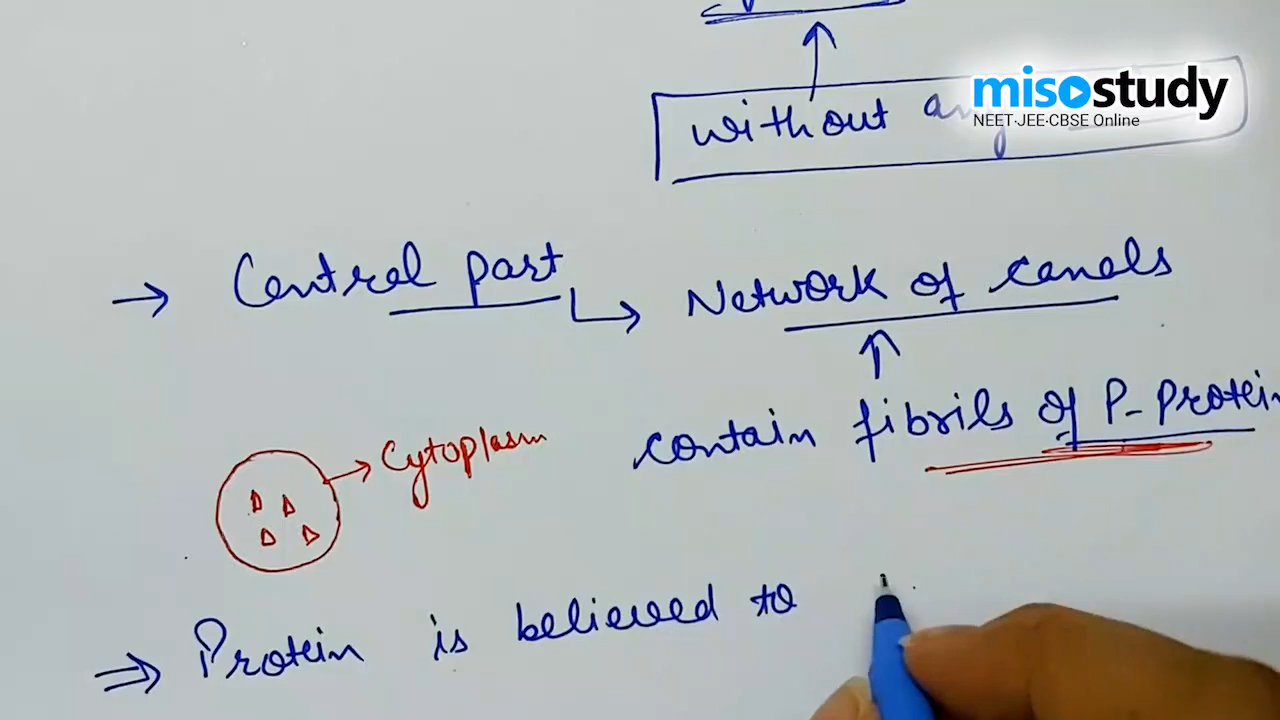 misostudy
NEET·JEE·CBSE Online
without any
→ Central part ↳ Network of canals
↑
contain fibrils of P-Protein
→ Cytoplasm
⇒ Protein is believed to